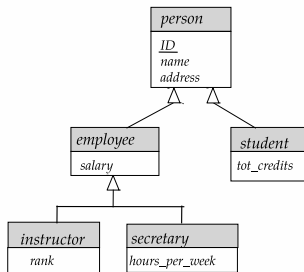 person
ID
name
address
employee
salary
student
tot_credits
instructor
rank
secretary
hours_per_week